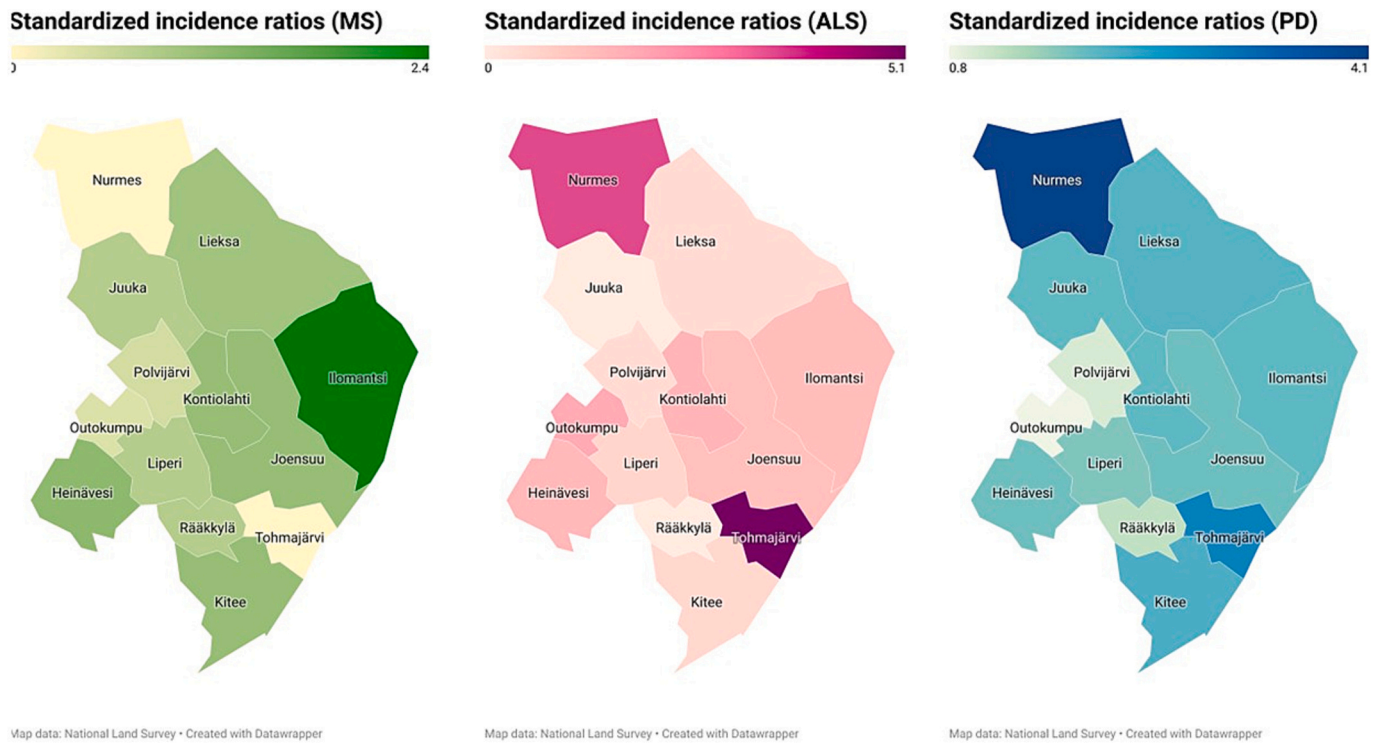 Standardized incidence ratios (MS)
0 2.4
Nurmes
Lieksa
Juuka
Polvijärvi
Ilomantsi
Kontiolahti
Outokumpu
Liperi
Joensuu
Heinävesi
Rääkkylä
Tohmajärvi
Kitee
Map data: National Land Survey • Created with Datawrapper
Standardized incidence ratios (ALS)
0 5.1
Nurmes
Lieksa
Juuka
Polvijärvi
Ilomantsi
Kontiolahti
Outokumpu
Liperi
Joensuu
Heinävesi
Rääkkylä
Tohmajärvi
Kitee
Map data: National Land Survey • Created with Datawrapper
Standardized incidence ratios (PD)
0.8 4.1
Nurmes
Lieksa
Juuka
Polvijärvi
Ilomantsi
Kontiolahti
Outokumpu
Liperi
Joensuu
Heinävesi
Rääkkylä
Tohmajärvi
Kitee
Map data: National Land Survey • Created with Datawrapper